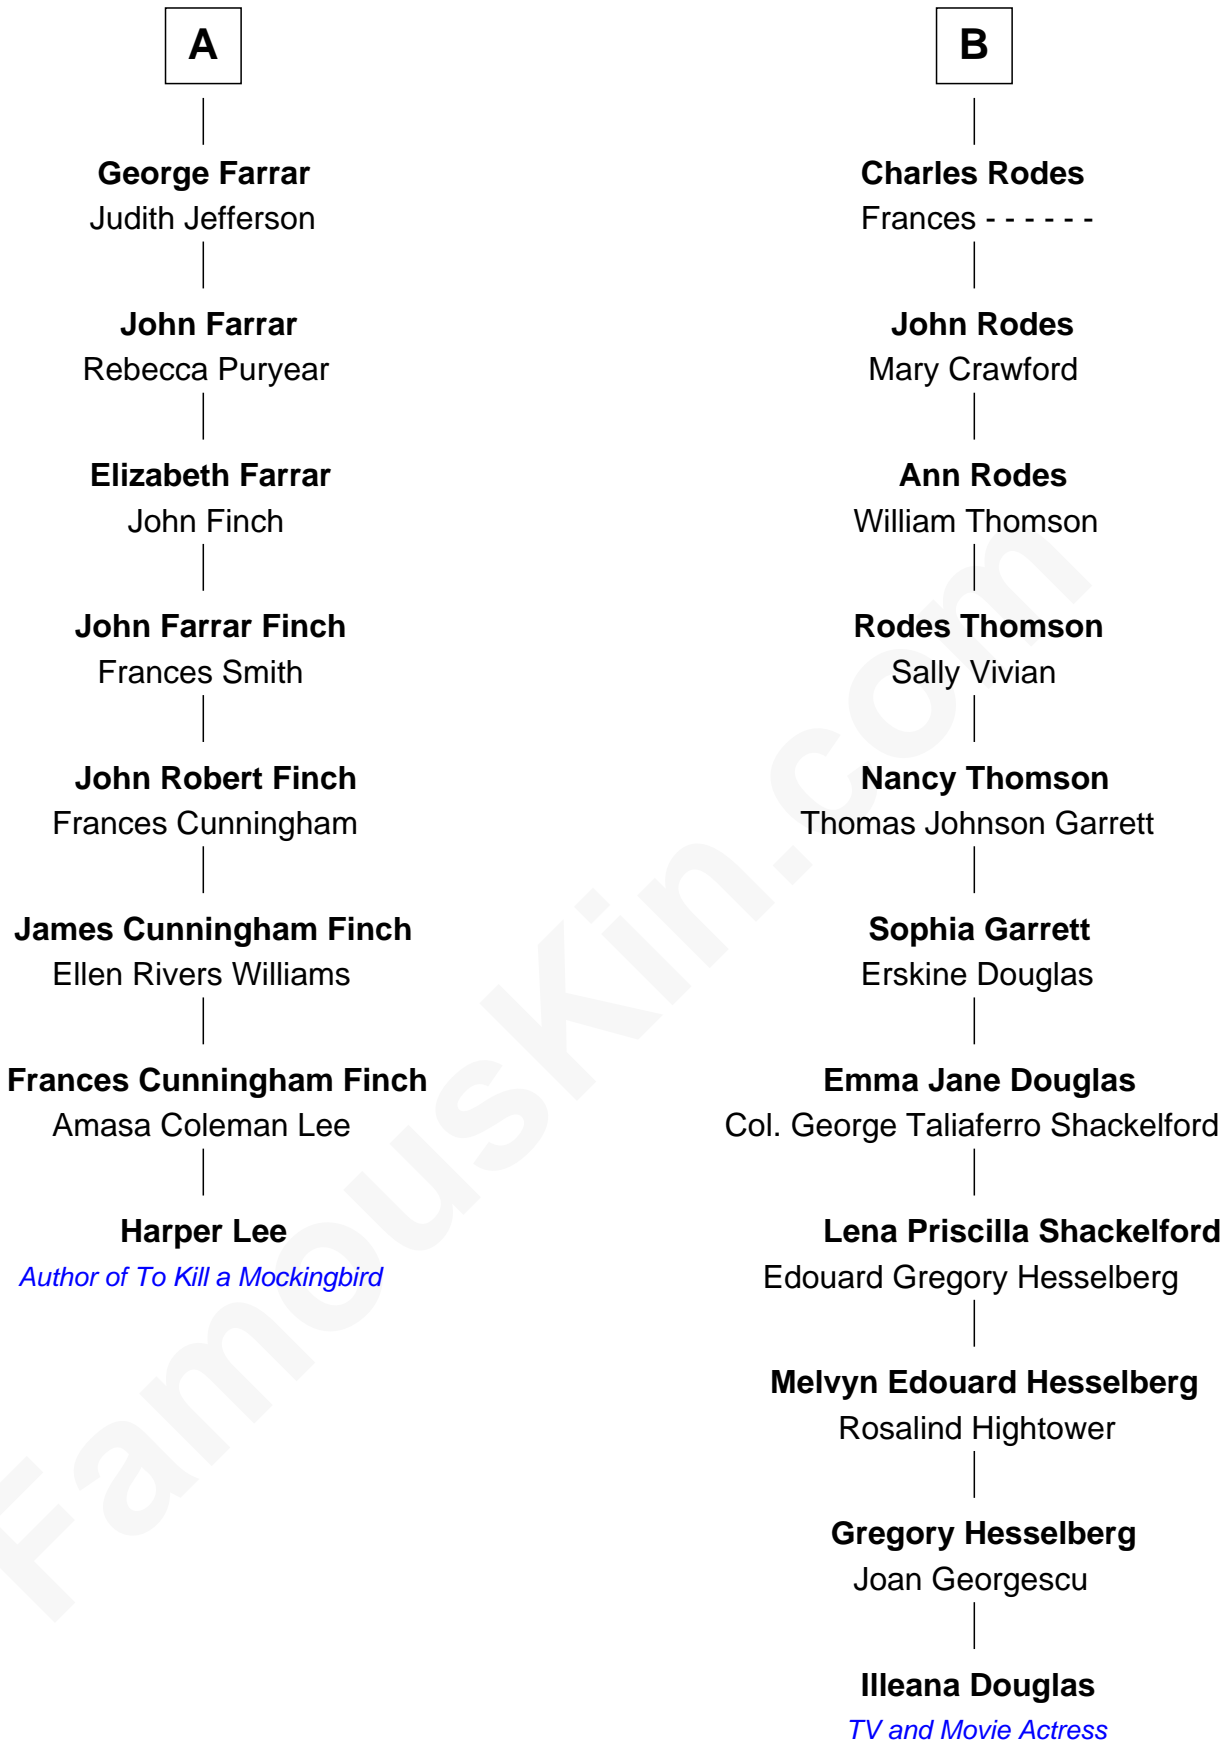 A
George Farrar
Judith Jefferson
John Farrar
Rebecca Puryear
Elizabeth Farrar
John Finch
John Farrar Finch
Frances Smith
John Robert Finch
Frances Cunningham
James Cunningham Finch
Ellen Rivers Williams
Frances Cunningham Finch
Amasa Coleman Lee
Harper Lee
Author of To Kill a Mockingbird
B
Charles Rodes
Frances - - - - - -
John Rodes
Mary Crawford
Ann Rodes
William Thomson
Rodes Thomson
Sally Vivian
Nancy Thomson
Thomas Johnson Garrett
Sophia Garrett
Erskine Douglas
Emma Jane Douglas
Col. George Taliaferro Shackelford
Lena Priscilla Shackelford
Edouard Gregory Hesselberg
Melvyn Edouard Hesselberg
Rosalind Hightower
Gregory Hesselberg
Joan Georgescu
Illeana Douglas
TV and Movie Actress
FamousKin.com